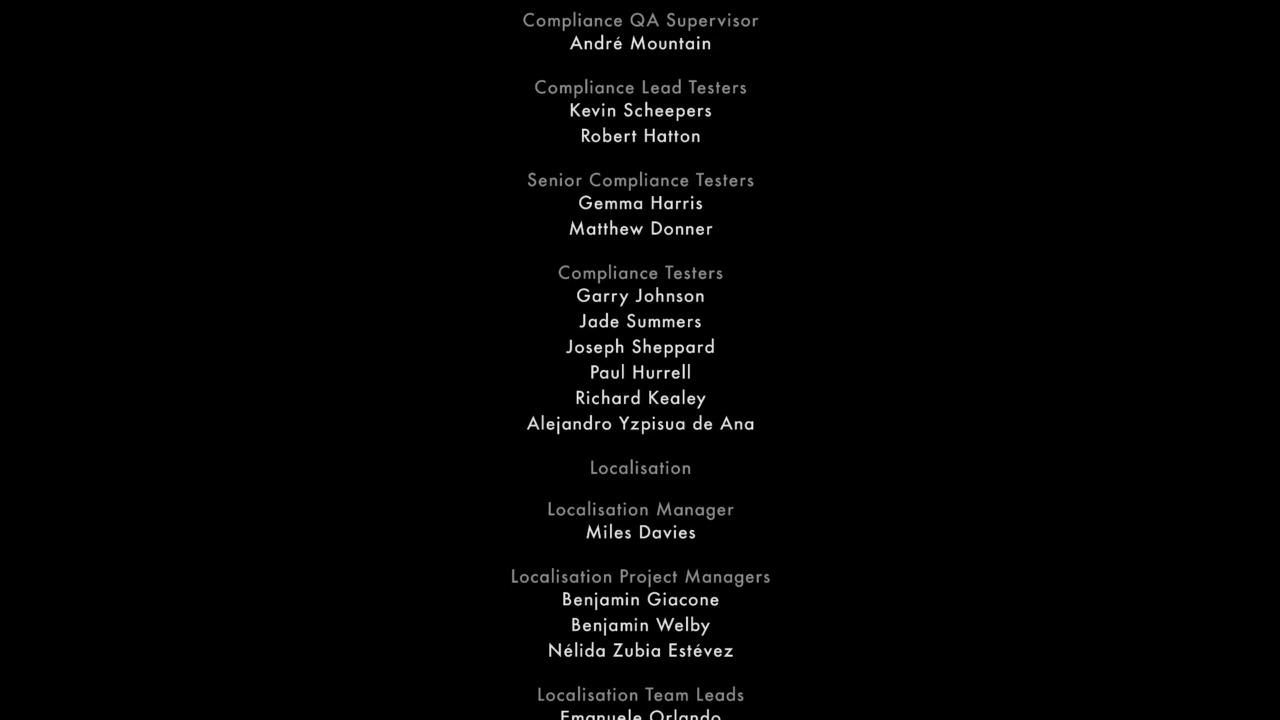 Compliance QA Supervisor
André Mountain
Compliance Lead Testers
Kevin Scheepers
Robert Hatton
Senior Compliance Testers
Gemma Harris
Matthew Donner
Compliance Testers
Garry Johnson
Jade Summers
Joseph Sheppard
Paul Hurrell
Richard Kealey
Alejandro Yzpisua de Ana
Localisation
Localisation Manager
Miles Davies
Localisation Project Managers
Benjamin Giacone
Benjamin Welby
Nélida Zubia Estévez
Localisation Team Leads
Emanuele Orlando